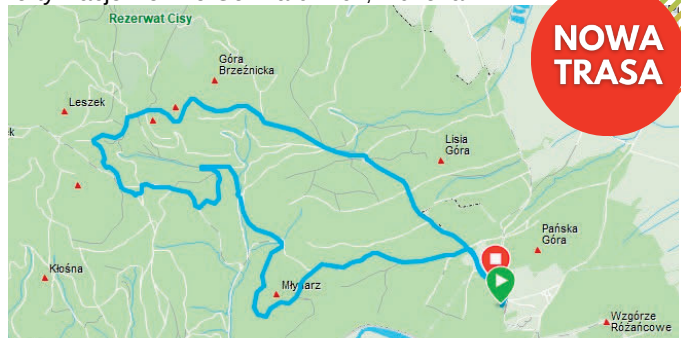 Rezerwat Cisy
NOWA
TRASA
Góra
Brzeźnicka
Leszek
Lisia
Góra
Pańska
Góra
Kłośna
Młynarz
Wzgórze
Różańcowe